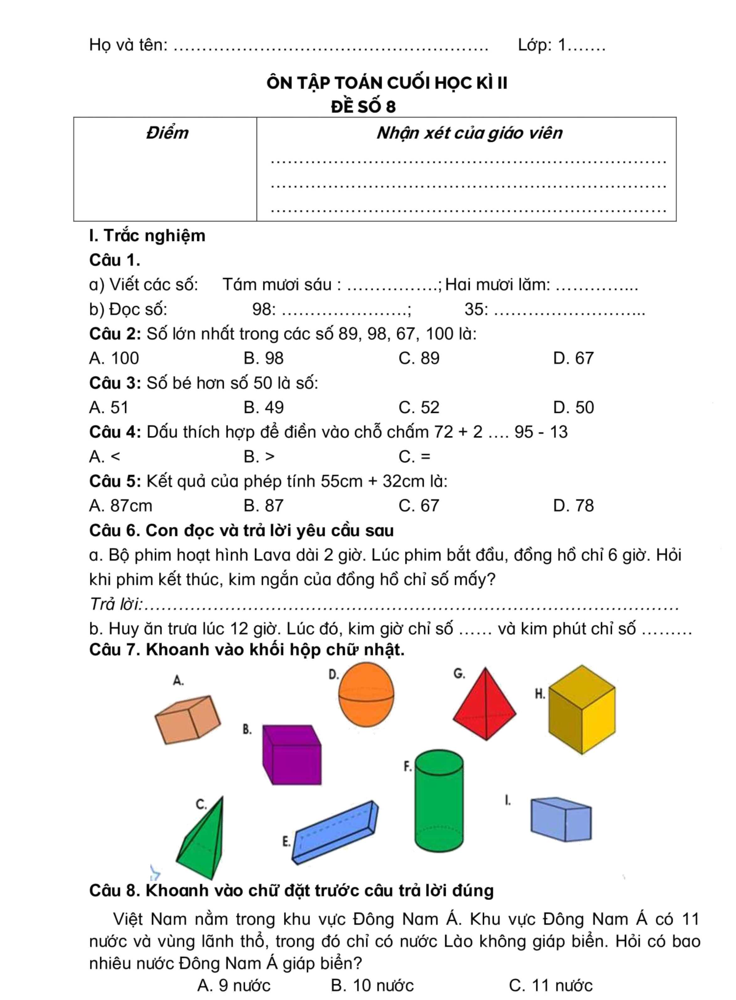 Họ và tên: ....................................................... Lớp: 1.......
ÔN TẬP TOÁN CUỐI HỌC KÌ II
ĐỀ SỐ 8
Điểm
Nhận xét của giáo viên
.....................................................................
.....................................................................
.....................................................................
I. Trắc nghiệm
Câu 1.
a) Viết các số: Tám mươi sáu : ................; Hai mươi lăm: ...............
b) Đọc số: 98: ......................; 35: ...........................
Câu 2: Số lớn nhất trong các số 89, 98, 67, 100 là:
A. 100 B. 98 C. 89 D. 67
Câu 3: Số bé hơn số 50 là số:
A. 51 B. 49 C. 52 D. 50
Câu 4: Dấu thích hợp để điền vào chỗ chấm 72 + 2 .... 95 - 13
A. < B. > C. =
Câu 5: Kết quả của phép tính 55cm + 32cm là:
A. 87cm B. 87 C. 67 D. 78
Câu 6. Con đọc và trả lời yêu cầu sau
a. Bộ phim hoạt hình Lava dài 2 giờ. Lúc phim bắt đầu, đồng hồ chỉ 6 giờ. Hỏi
khi phim kết thúc, kim ngắn của đồng hồ chỉ số mấy?
Trả lời:..............................................................................................
b. Huy ăn trưa lúc 12 giờ. Lúc đó, kim giờ chỉ số ...... và kim phút chỉ số .........
Câu 7. Khoanh vào khối hộp chữ nhật.
A.
D.
G.
H.
B.
F.
C.
E.
I.
Câu 8. Khoanh vào chữ đặt trước câu trả lời đúng
Việt Nam nằm trong khu vực Đông Nam Á. Khu vực Đông Nam Á có 11
nước và vùng lãnh thổ, trong đó chỉ có nước Lào không giáp biển. Hỏi có bao
nhiêu nước Đông Nam Á giáp biển?
A. 9 nước B. 10 nước C. 11 nước